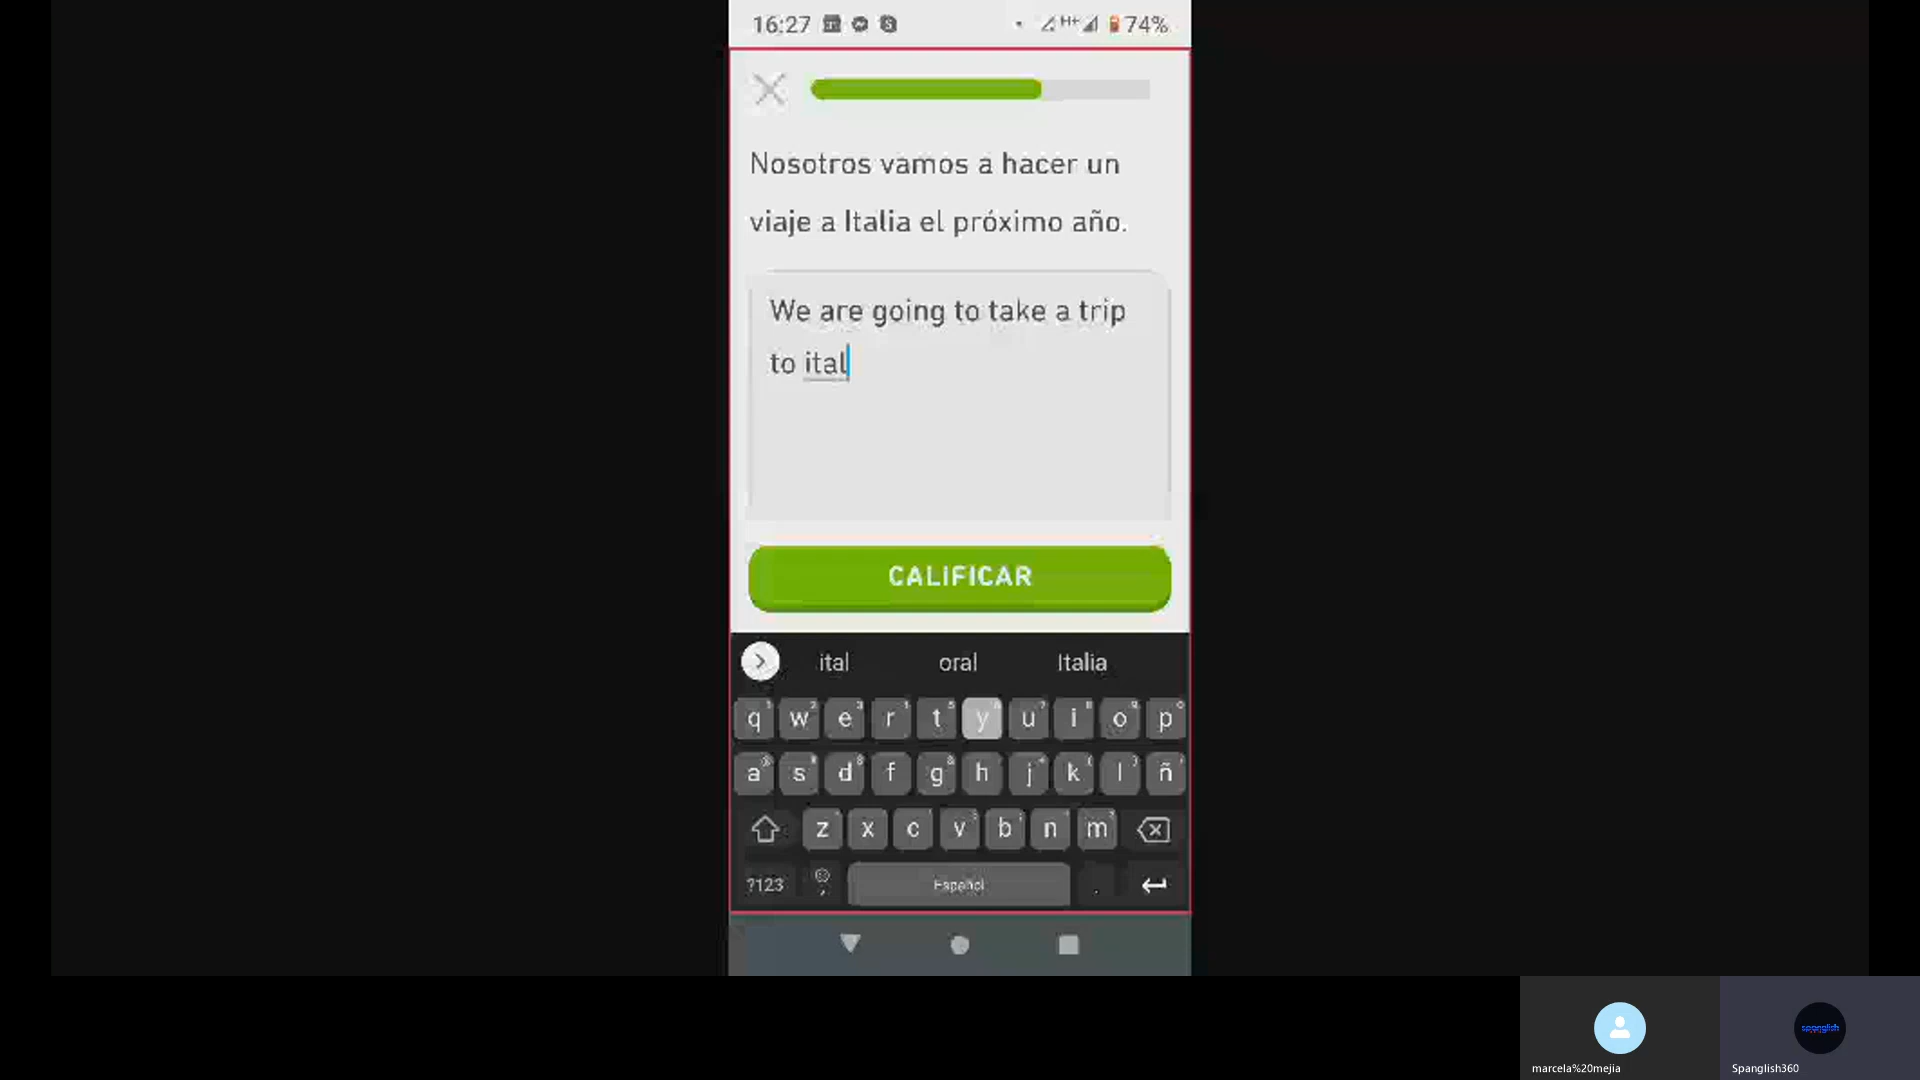 16:27
H+
74%
Nosotros vamos a hacer un
viaje a Italia el próximo año.
We are going to take a trip
to ital
CALIFICAR
ital oral Italia
q w e r t y u i o p
a s d f g h j k l ñ
z x c v b n m
?123 , Español .
marcela%20mejia
spanglish
Spanglish360